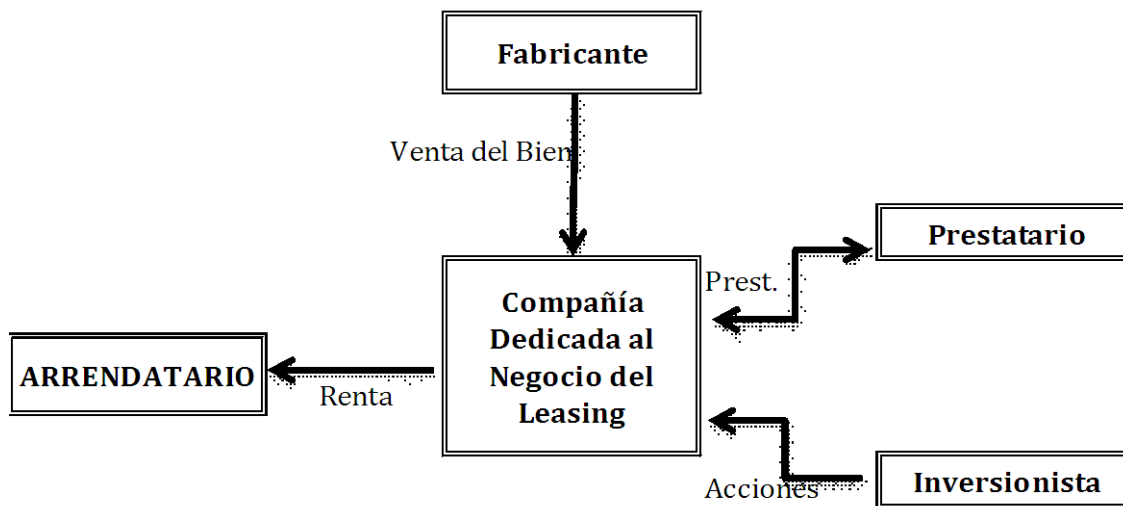 Fabricante
Venta del Bien
Prestatario
Prest.
Compañía
Dedicada al
Negocio del
Leasing
ARRENDATARIO
Renta
Acciones
Inversionista